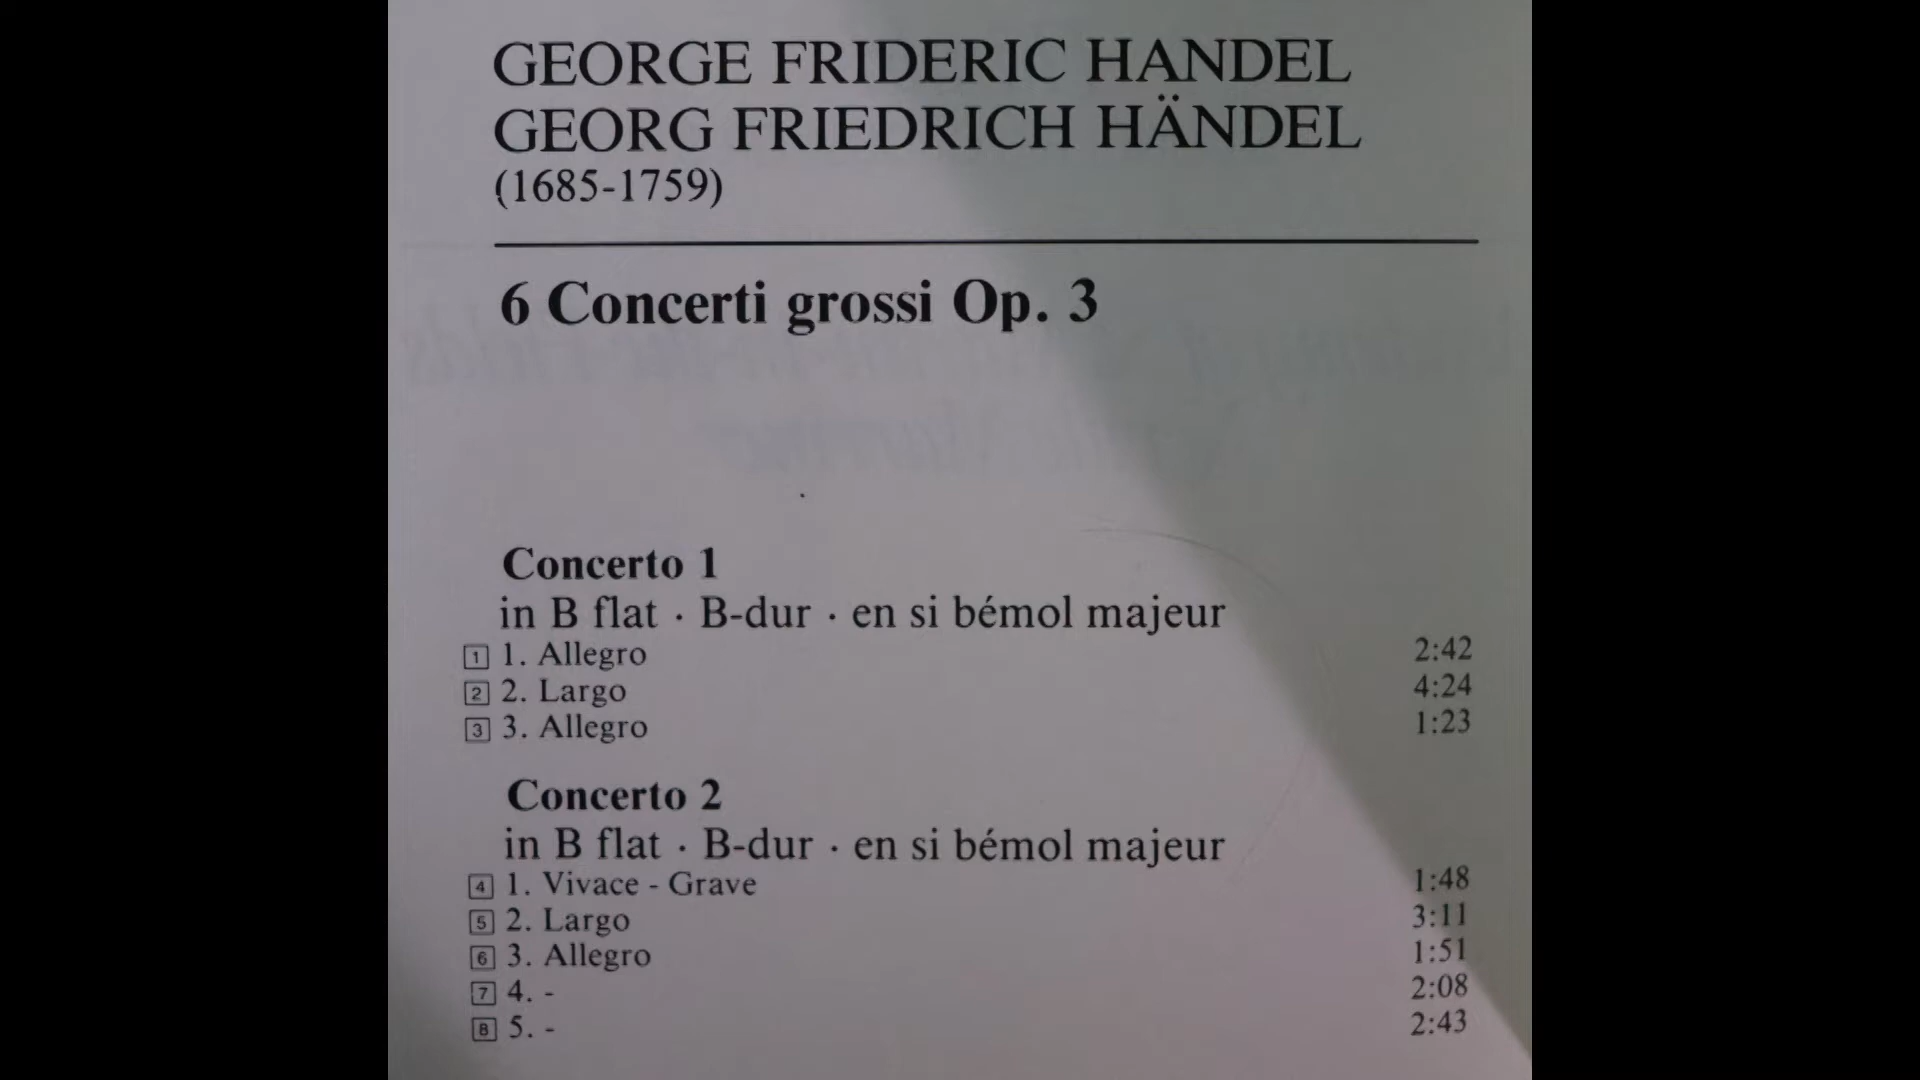 GEORGE FRIDERIC HANDEL
GEORG FRIEDRICH HÄNDEL
(1685-1759)
6 Concerti grossi Op. 3
Concerto 1
in B flat · B-dur · en si bémol majeur
1 1. Allegro 2:42
2 2. Largo 4:24
3 3. Allegro 1:23
Concerto 2
in B flat · B-dur · en si bémol majeur
4 1. Vivace - Grave 1:48
5 2. Largo 3:11
6 3. Allegro 1:51
7 4. - 2:08
8 5. - 2:43